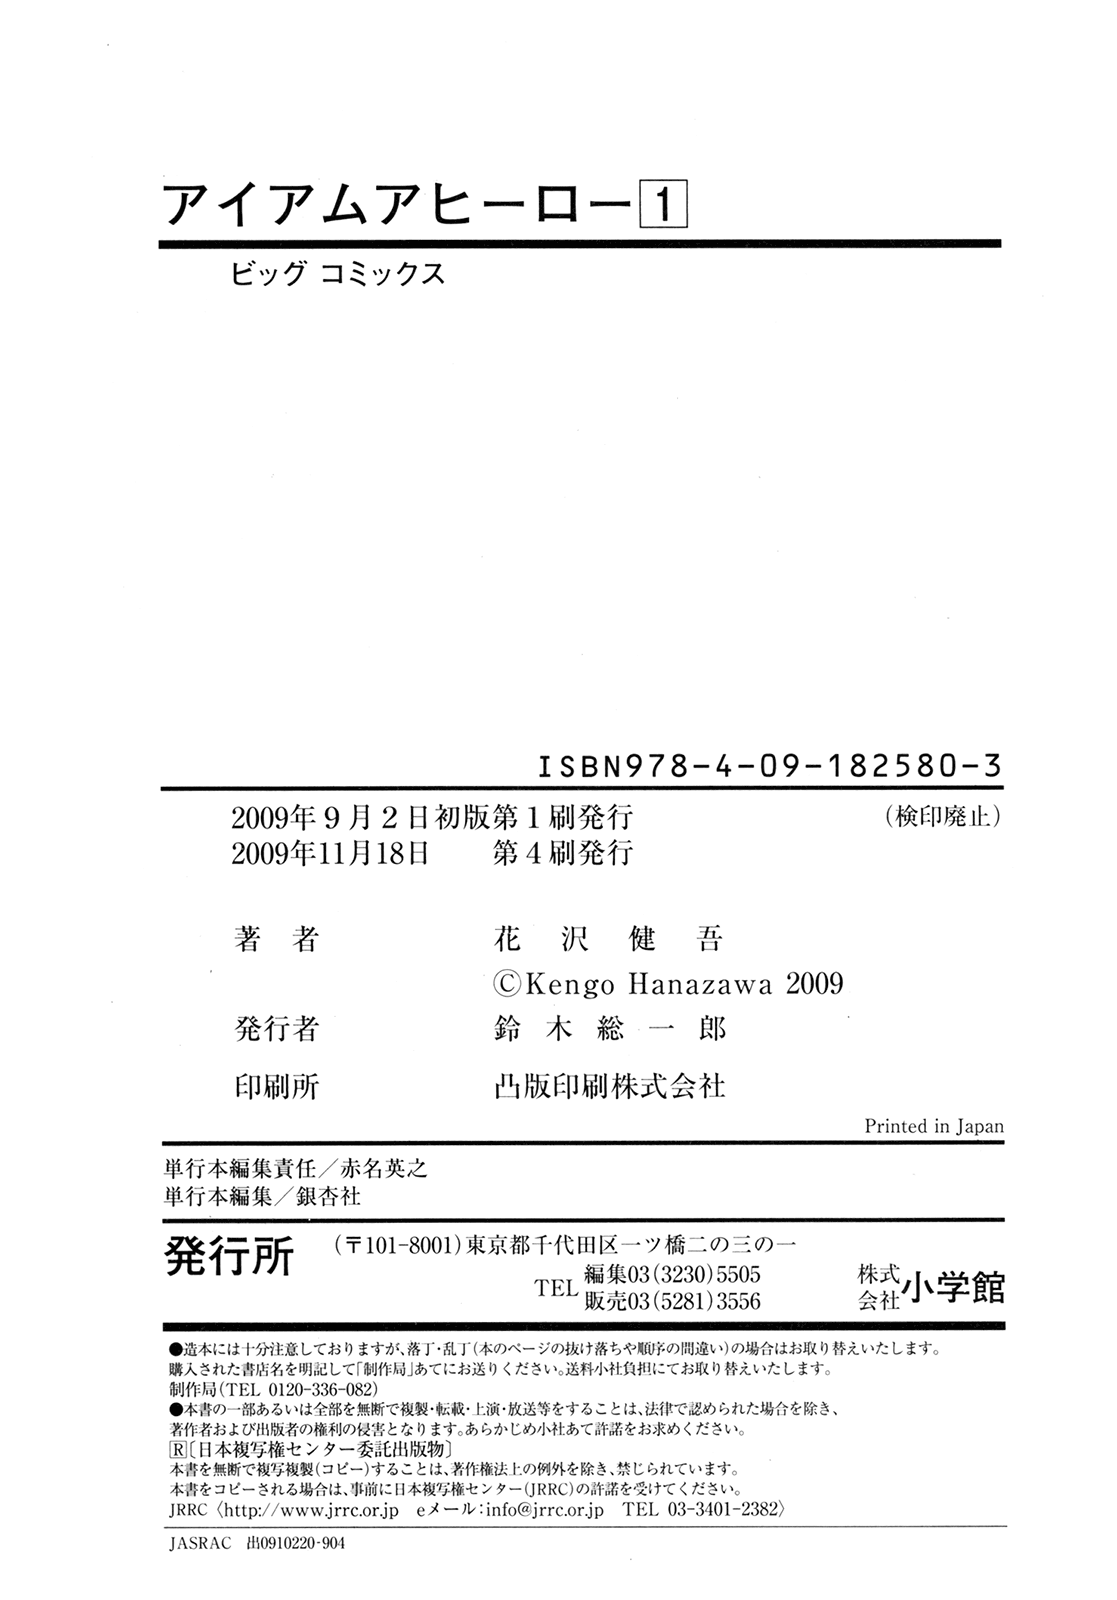 アイアムアヒーロー 1
ビッグ コミックス
ISBN978-4-09-182580-3
2009年9月2日初版第1刷発行 （検印廃止）
2009年11月18日 第4刷発行
著 者 花 沢 健 吾
©Kengo Hanazawa 2009
発行者 鈴 木 総 一 郎
印刷所 凸版印刷株式会社
Printed in Japan
単行本編集責任／赤名英之
単行本編集／銀杏社
発行所 （〒101-8001）東京都千代田区一ツ橋二の三の一
TEL 編集03(3230)5505
販売03(5281)3556
株式会社 小学館
●造本には十分注意しておりますが、落丁・乱丁（本のページの抜け落ちや順序の間違い）の場合はお取り替えいたします。
購入された書店名を明記して「制作局」あてにお送りください。送料小社負担にてお取り替えいたします。
制作局（TEL 0120-336-082）
●本書の一部あるいは全部を無断で複製・転載・上演・放送等をすることは、法律で認められた場合を除き、
著作者および出版者の権利の侵害となります。あらかじめ小社あて許諾をお求めください。
R〔日本複写権センター委託出版物〕
本書を無断で複写複製（コピー）することは、著作権法上の例外を除き、禁じられています。
本書をコピーされる場合は、事前に日本複写権センター（JRRC）の許諾を受けてください。
JRRC〈http://www.jrrc.or.jp eメール：info@jrrc.or.jp TEL 03-3401-2382〉
JASRAC 出0910220-904